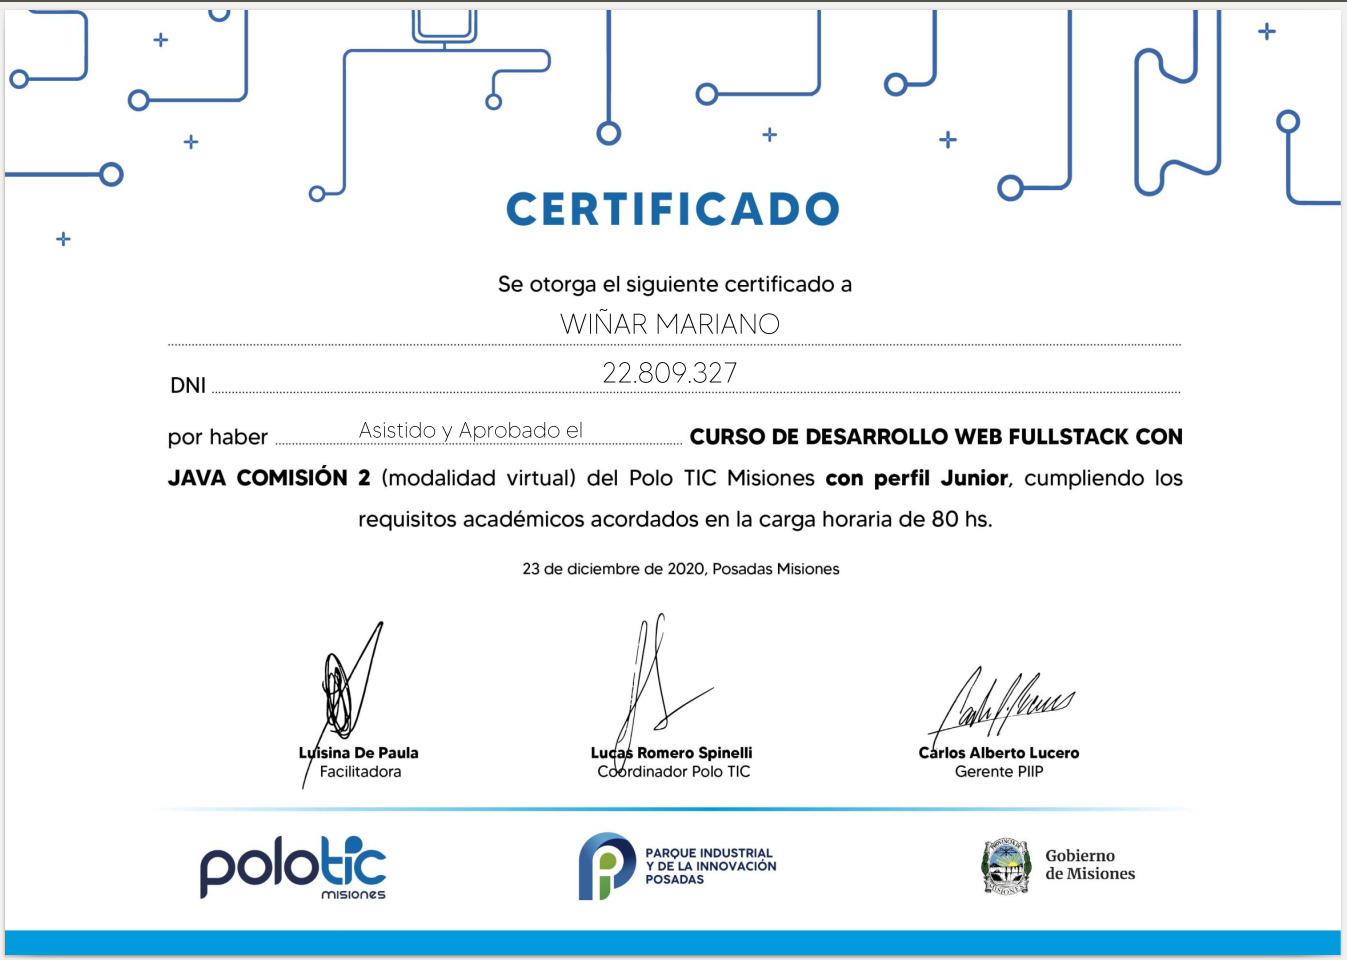 CERTIFICADO
Se otorga el siguiente certificado a
WIÑAR MARIANO
DNI 22.809.327
por haber Asistido y Aprobado el CURSO DE DESARROLLO WEB FULLSTACK CON
JAVA COMISIÓN 2 (modalidad virtual) del Polo TIC Misiones con perfil Junior, cumpliendo los
requisitos académicos acordados en la carga horaria de 80 hs.
23 de diciembre de 2020, Posadas Misiones
Luisina De Paula
Facilitadora
Lucas Romero Spinelli
Coordinador Polo TIC
Carlos Alberto Lucero
Gerente PIIP
polotic
misiones
PARQUE INDUSTRIAL
Y DE LA INNOVACIÓN
POSADAS
Gobierno
de Misiones